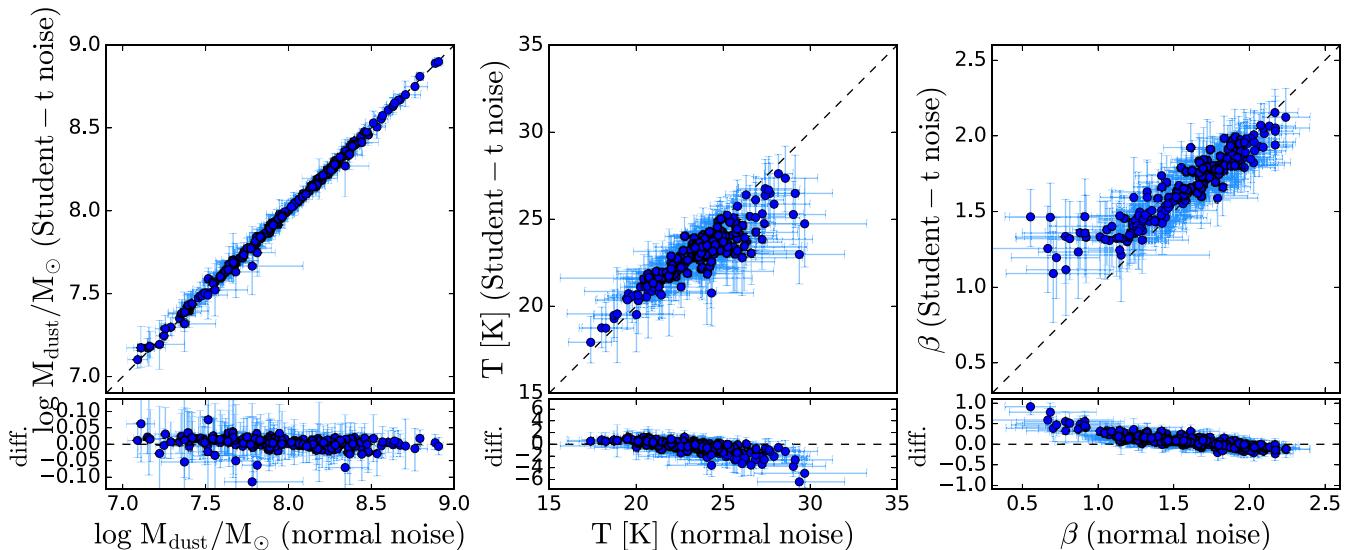 log M_dust/M_⊙ (Student − t noise)
9.0
8.5
8.0
7.5
7.0
diff.
0.10
0.05
0.00
−0.05
−0.10
7.0 7.5 8.0 8.5 9.0
log M_dust/M_⊙ (normal noise)
T [K] (Student − t noise)
35
30
25
20
15
diff.
6
4
2
0
−2
−4
−6
15 20 25 30 35
T [K] (normal noise)
β (Student − t noise)
2.5
2.0
1.5
1.0
0.5
diff.
1.0
0.5
0.0
−0.5
−1.0
0.5 1.0 1.5 2.0 2.5
β (normal noise)